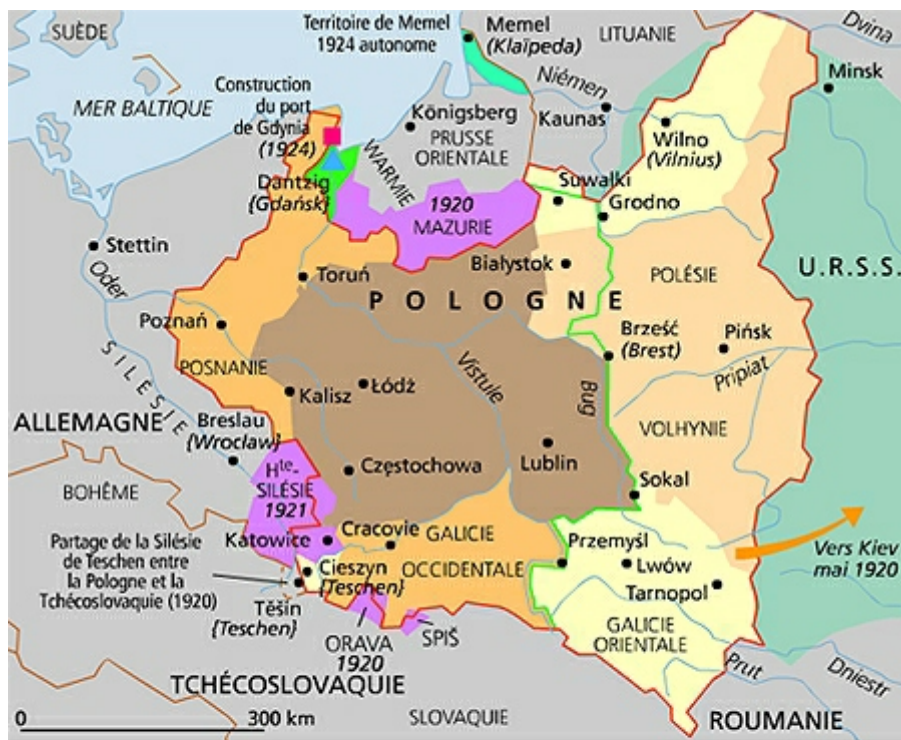 SUÈDE
MER BALTIQUE
Territoire de Memel
1924 autonome
Memel
(Klaïpeda)
LITUANIE
Dvina
Minsk
Niémen
Kaunas
Wilno
(Vilnius)
Construction
du port
de Gdynia
(1924)
Königsberg
PRUSSE
ORIENTALE
WARMIE
Dantzig
{Gdańsk}
1920
MAZURIE
Suwalki
Grodno
Stettin
Oder
Toruń
Białystok
POLÉSIE
U.R.S.S.
POLOGNE
Poznań
POSNANIE
Brześć
(Brest)
Pińsk
Pripiat
SILÉSIE
Kalisz
Łódź
Vistule
Bug
VOLHYNIE
ALLEMAGNE
Breslau
(Wrocław)
Częstochowa
Lublin
Sokal
BOHÊME
Hte-
SILÉSIE
1921
Katowice
Cracovie
GALICIE
OCCIDENTALE
Przemyśl
Lwów
Tarnopol
Vers Kiev
mai 1920
Partage de la Silésie
de Teschen entre
la Pologne et la
Tchécoslovaquie (1920)
Cieszyn
{Teschen}
Těšin
{Teschen}
ORAVA
1920
SPIŠ
GALICIE
ORIENTALE
Prut
Dniestr
TCHÉCOSLOVAQUIE
SLOVAQUIE
ROUMANIE
0 300 km